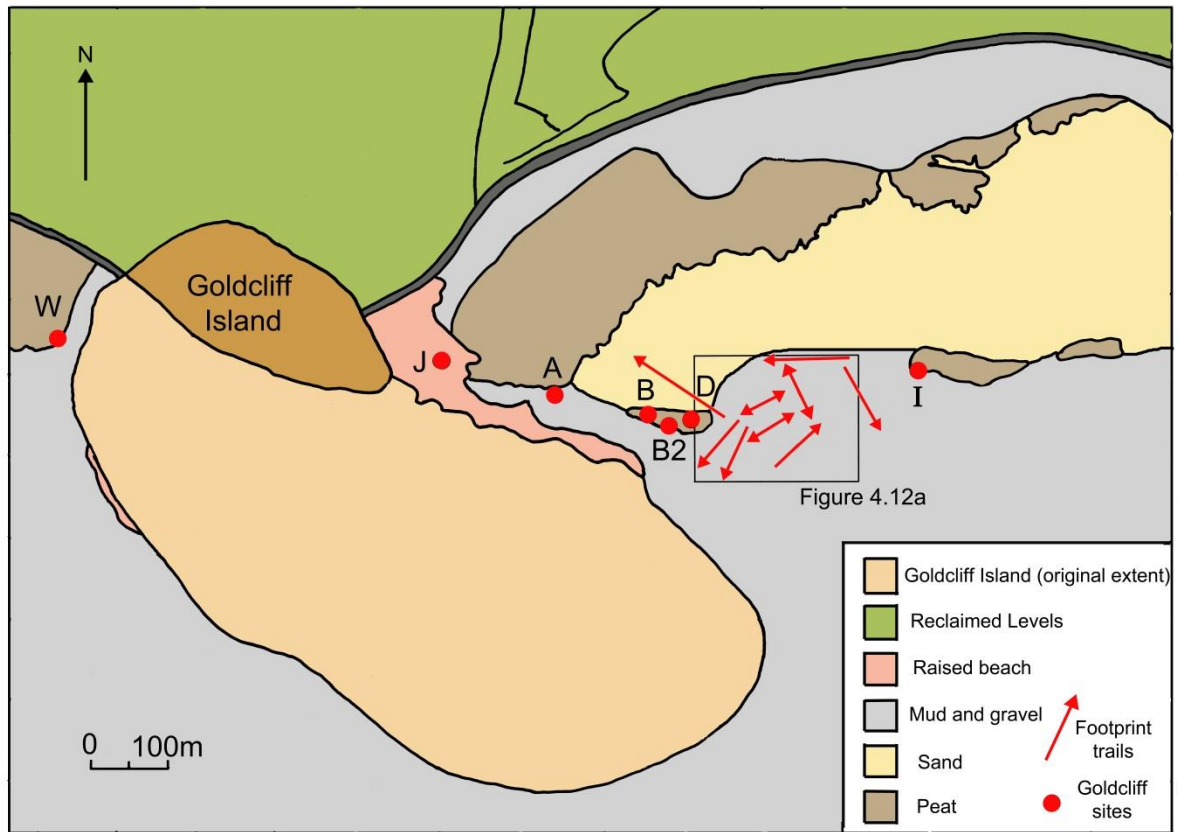 N
Goldcliff
Island
W
J
A
B
D
B2
I
Figure 4.12a
0 100m
Goldcliff Island (original extent)
Reclaimed Levels
Raised beach
Mud and gravel
Sand
Peat
Footprint
trails
Goldcliff
sites